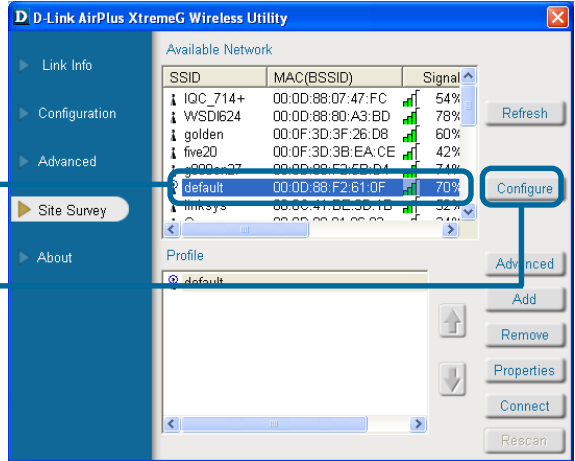 D D-Link AirPlus XtremeG Wireless Utility
Link Info
Configuration
Advanced
Site Survey
About
Available Network
SSID MAC(BSSID) Signal
IQC_714+ 00:0D:88:07:47:FC 54%
WSDI624 00:0D:88:80:A3:BD 78%
golden 00:0F:3D:3F:26:D8 60%
five20 00:0F:3D:3B:EA:CE 42%
default 00:0D:88:F2:61:0F 70%
linksys
Refresh
Configure
Profile
default
Advanced
Add
Remove
Properties
Connect
Rescan